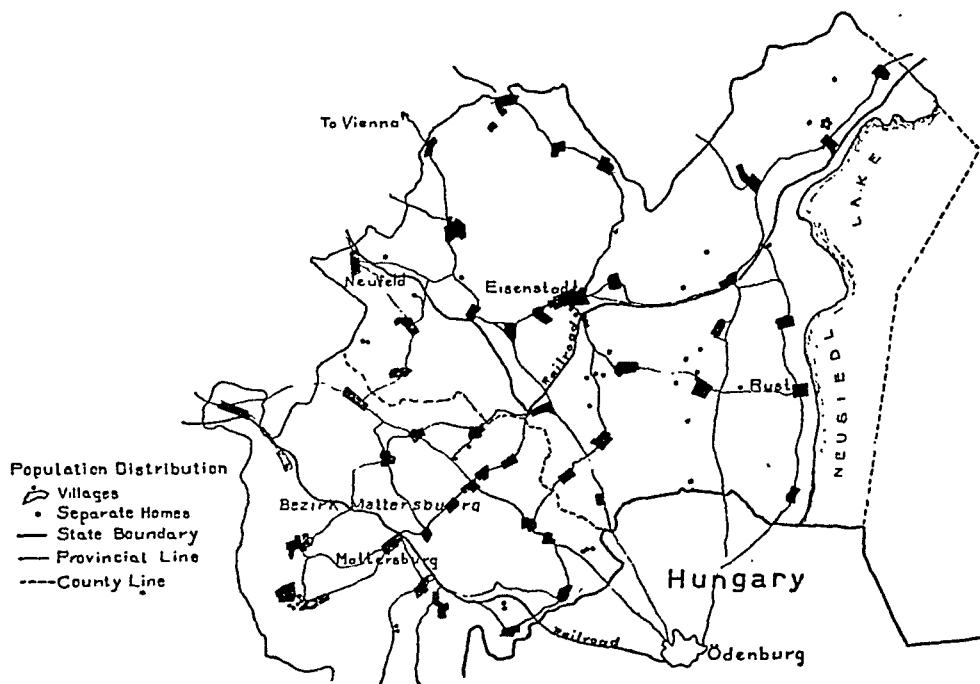 To Vienna
LAKE
Neufeld
Eisenstadt
Railroads
NEUSIEDL
Rust
Population Distribution
Villages
Separate Homes
State Boundary
Provincial Line
County Line
Bezirk Mattersburg
Mattersburg
Hungary
Railroad
Ödenburg